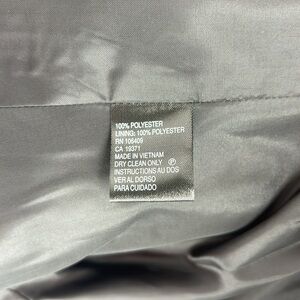 100% POLYESTER
LINING: 100% POLYESTER
RN 106409
CA 19371
MADE IN VIETNAM
DRY CLEAN ONLY Ⓟ
INSTRUCTIONS AU DOS
VER AL DORSO
PARA CUIDADO